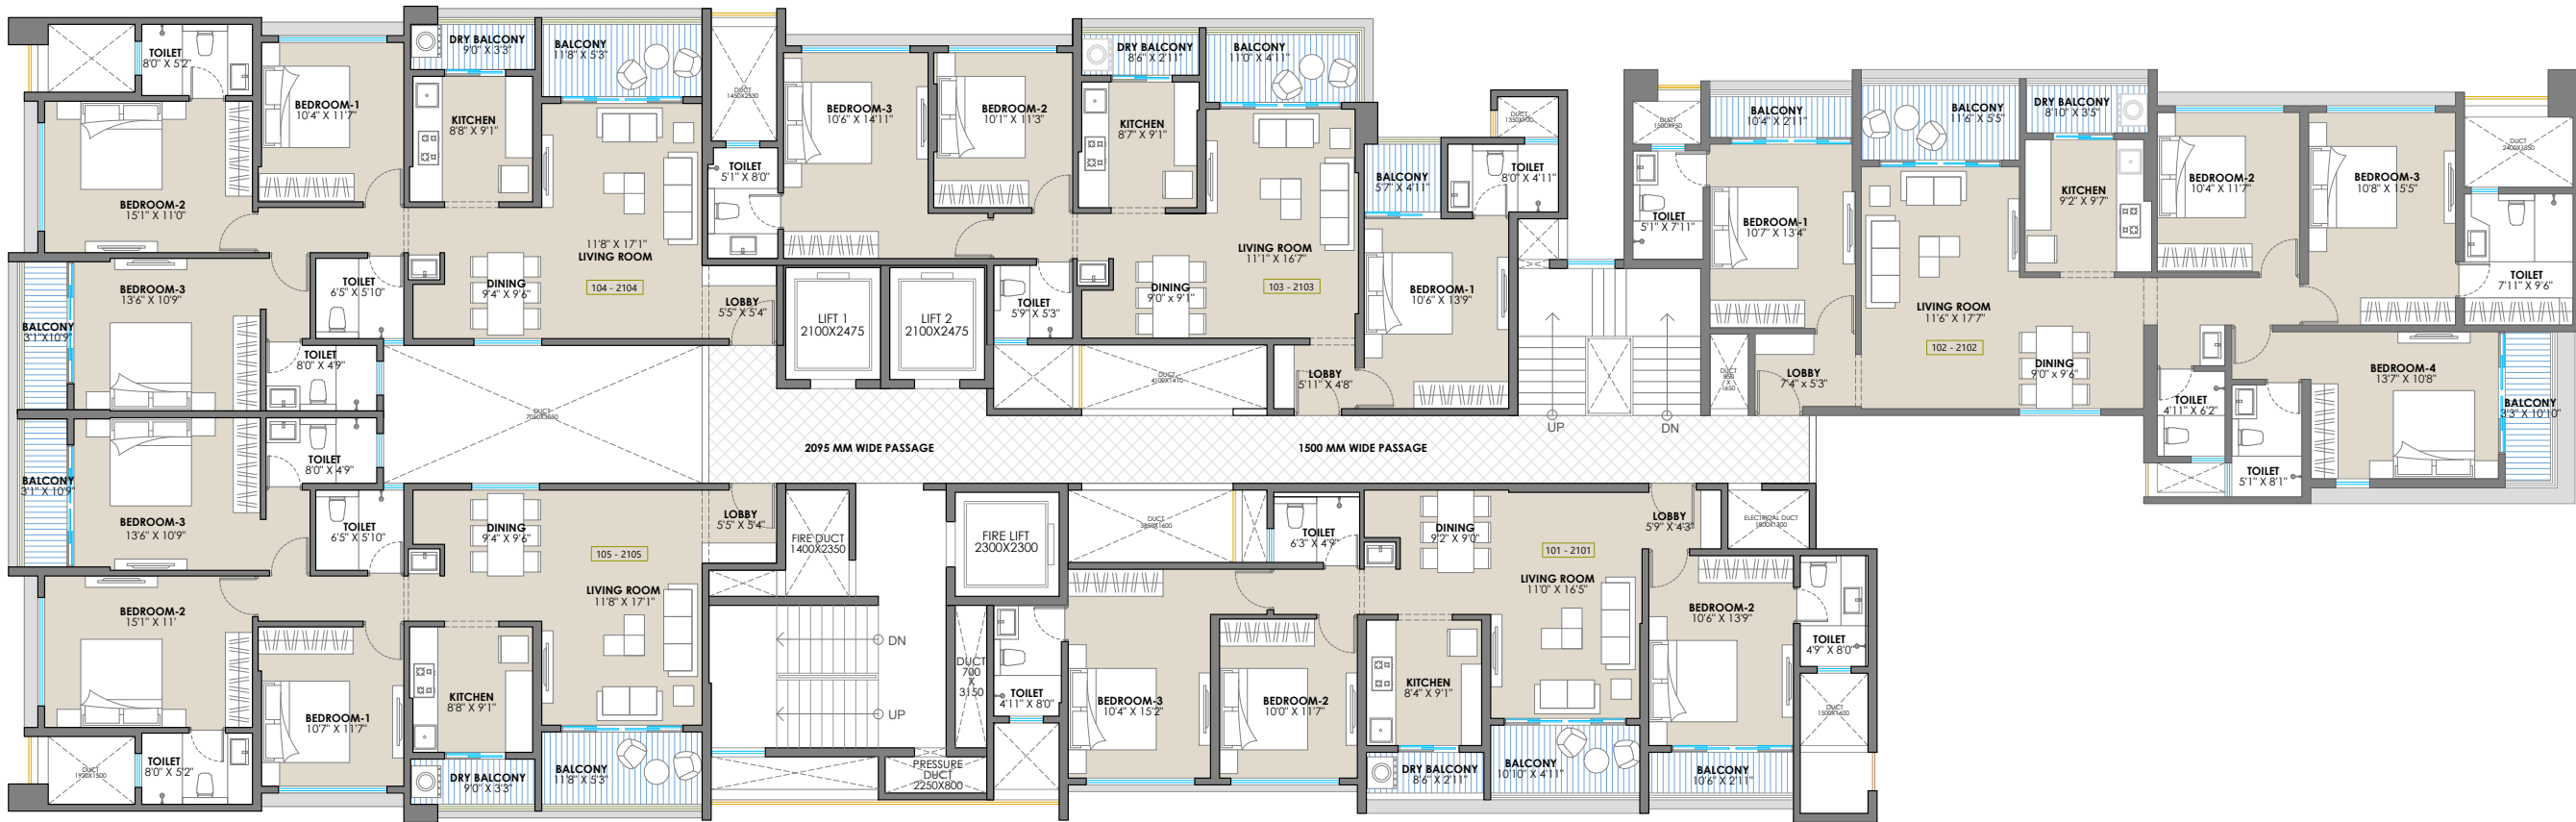 TOILET
8'0" X 5'2"
BEDROOM-1
10'4" X 11'7"
BEDROOM-2
15'1" X 11'0"
DRY BALCONY
9'0" X 3'3"
BALCONY
11'8" X 5'3"
KITCHEN
8'8" X 9'1"
11'8" X 17'1"
LIVING ROOM
104 - 2104
DINING
9'4" X 9'6"
LOBBY
5'5" X 5'4"
BEDROOM-3
13'6" X 10'9"
BALCONY
3'1"X10'9"
TOILET
6'5" X 5'10"
TOILET
8'0" X 4'9"
DUCT
1450X2530
TOILET
5'1" X 8'0"
BEDROOM-3
10'6" X 14'11"
BEDROOM-2
10'1" X 11'3"
DRY BALCONY
8'6" X 2'11"
BALCONY
11'0" X 4'11"
KITCHEN
8'7" X 9'1"
LIVING ROOM
11'1" X 16'7"
103 - 2103
DINING
9'0" x 9'1"
TOILET
5'9" X 5'3"
LIFT 1
2100X2475
LIFT 2
2100X2475
DUCT
4100X1410
LOBBY
5'11" X 4'8"
BALCONY
5'7" X 4'11"
TOILET
8'0" X 4'11"
DUCT
1350X900
BEDROOM-1
10'6" X 13'9"
UP
DN
DUCT
1500X950
TOILET
5'1" X 7'11"
BALCONY
10'4" X 2'11"
BEDROOM-1
10'7" X 13'4"
BALCONY
11'6" X 5'5"
DRY BALCONY
8'10" X 3'5"
KITCHEN
9'2" X 9'7"
LIVING ROOM
11'6" X 17'7"
102 - 2102
DINING
9'0" x 9'6"
LOBBY
7'4" x 5'3"
DUCT
850
X
1650
BEDROOM-2
10'4" X 11'7"
BEDROOM-3
10'8" X 15'5"
DUCT
2400X1550
TOILET
7'11" X 9'6"
BEDROOM-4
13'7" X 10'8"
BALCONY
3'3" X 10'10"
TOILET
4'11" X 6'2"
TOILET
5'1" X 8'1"
2095 MM WIDE PASSAGE
1500 MM WIDE PASSAGE
BALCONY
3'1" X 10'9"
BEDROOM-3
13'6" X 10'9"
TOILET
8'0" X 4'9"
TOILET
6'5" X 5'10"
DINING
9'4" X 9'6"
LOBBY
5'5" X 5'4"
105 - 2105
LIVING ROOM
11'8" X 17'1"
BEDROOM-2
15'1" X 11'
BEDROOM-1
10'7" X 11'7"
KITCHEN
8'8" X 9'1"
DUCT
1920X1500
TOILET
8'0" X 5'2"
DRY BALCONY
9'0" X 3'3"
BALCONY
11'8" X 5'3"
FIRE DUCT
1400X2350
DN
UP
FIRE LIFT
2300X2300
DUCT
700
X
3150
PRESSURE
DUCT
2250X800
TOILET
4'11" X 8'0"
BEDROOM-3
10'4" X 15'2"
BEDROOM-2
10'0" X 11'7"
TOILET
6'3" X 4'9"
DINING
9'2" X 9'0"
101 - 2101
LIVING ROOM
11'0" X 16'5"
KITCHEN
8'4" X 9'1"
DRY BALCONY
8'6" X 2'11"
BALCONY
10'10" X 4'11"
LOBBY
5'9" X 4'3"
ELECTRICAL DUCT
1800X1300
BEDROOM-2
10'6" X 13'9"
TOILET
4'9" X 8'0"
DUCT
1500X1600
BALCONY
10'6" X 2'11"